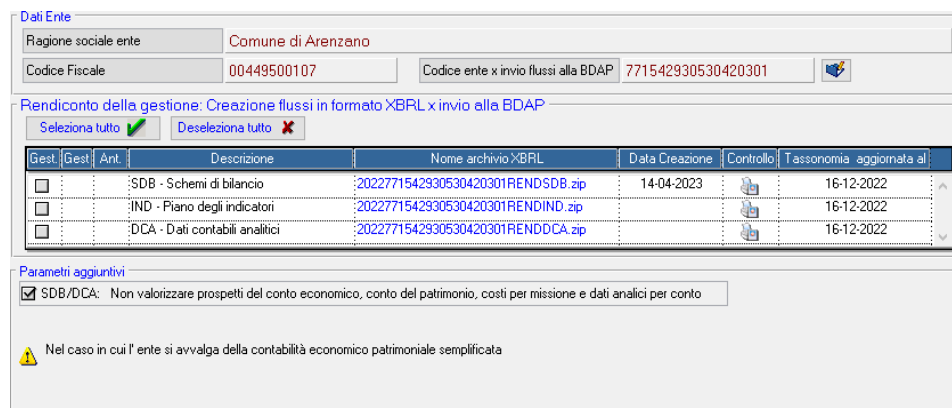 Dati Ente
Ragione sociale ente Comune di Arenzano
Codice Fiscale 00449500107 Codice ente x invio flussi alla BDAP 771542930530420301
Rendiconto della gestione: Creazione flussi in formato XBRL x invio alla BDAP
Seleziona tutto Deseleziona tutto
Gest. Gest Ant. Descrizione Nome archivio XBRL Data Creazione Controllo Tassonomia aggiornata al
SDB - Schemi di bilancio 2022771542930530420301RENDSDB.zip 14-04-2023 16-12-2022
IND - Piano degli indicatori 2022771542930530420301RENDIND.zip 16-12-2022
DCA - Dati contabili analitici 2022771542930530420301RENDDCA.zip 16-12-2022
Parametri aggiuntivi
SDB/DCA: Non valorizzare prospetti del conto economico, conto del patrimonio, costi per missione e dati analici per conto
Nel caso in cui l' ente si avvalga della contabilità economico patrimoniale semplificata